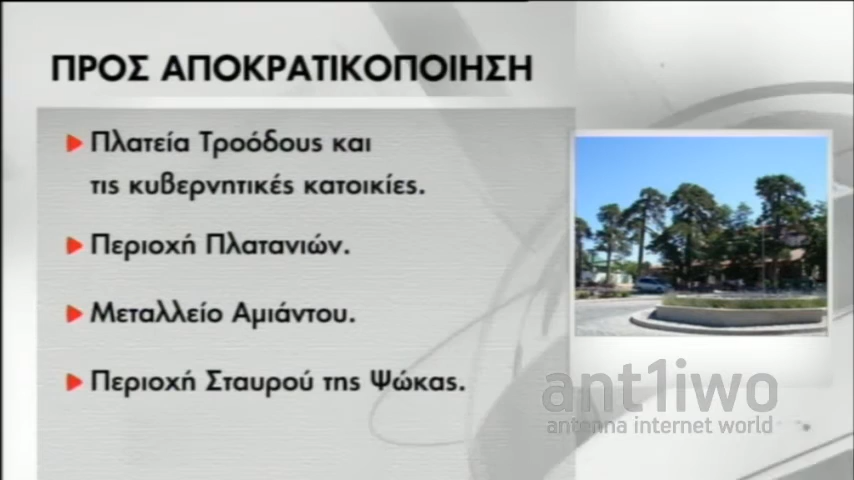 ΠΡΟΣ ΑΠΟΚΡΑΤΙΚΟΠΟΙΗΣΗ
Πλατεία Τροόδους και
τις κυβερνητικές κατοικίες.
Περιοχή Πλατανιών.
Μεταλλείο Αμιάντου.
Περιοχή Σταυρού της Ψώκας.
ant1iwo
antenna internet world